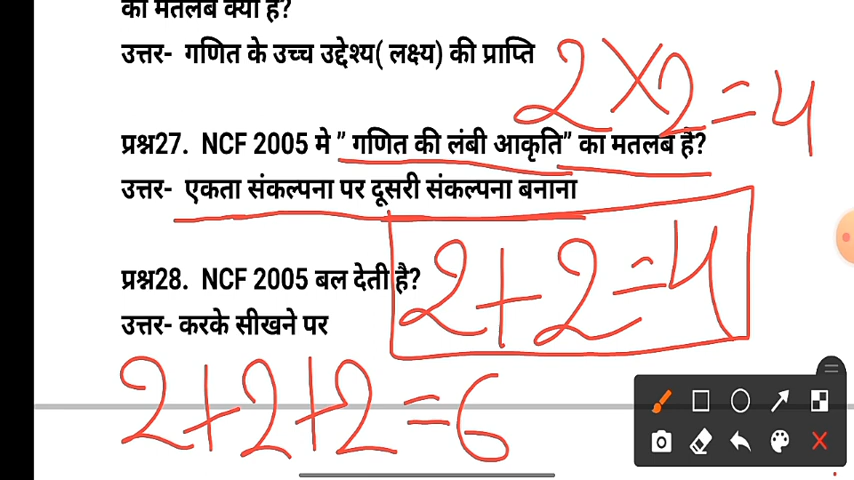 का मतलब क्या है?
उत्तर- गणित के उच्च उद्देश्य( लक्ष्य) की प्राप्ति
2×2=4
प्रश्न27. NCF 2005 मे ” गणित की लंबी आकृति” का मतलब है?
उत्तर- एकता संकल्पना पर दूसरी संकल्पना बनाना
2+2=4
प्रश्न28. NCF 2005 बल देती है?
उत्तर- करके सीखने पर
2+2+2=6